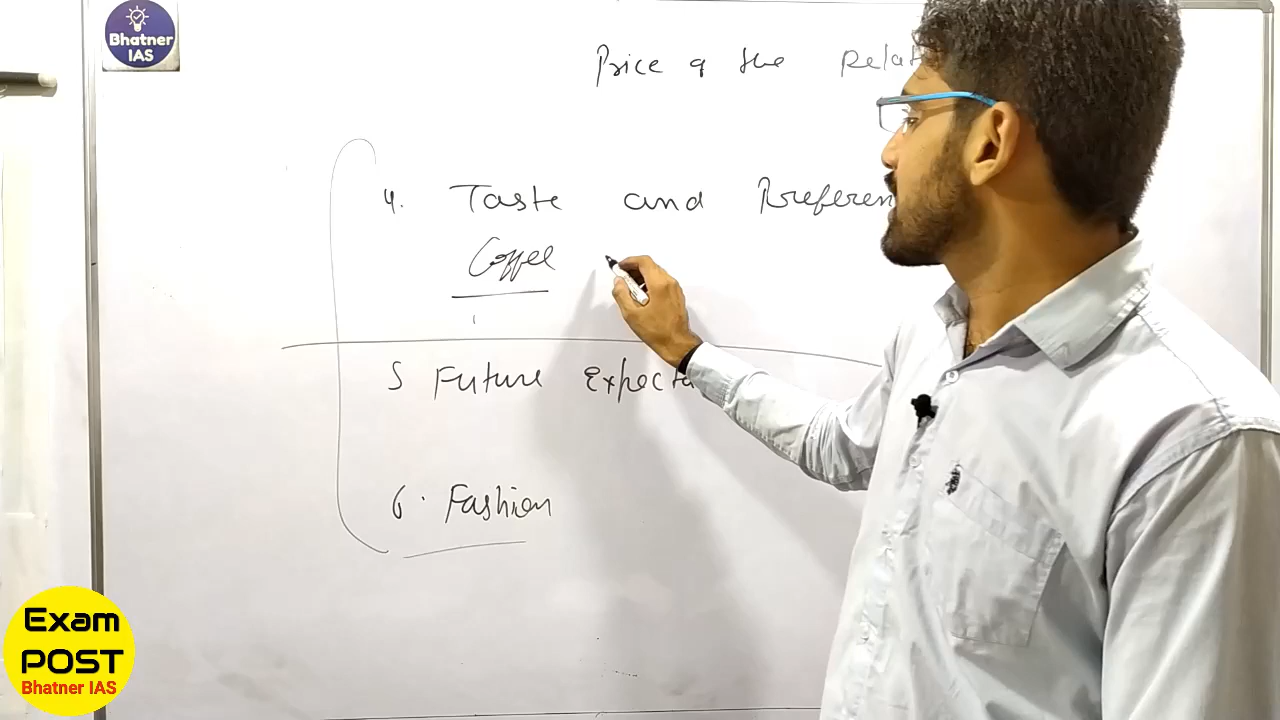 Bhatner
IAS
Price of the Relat
4. Taste and Preferen
Coffee
5 Future Expecta
6. Fashion
Exam
POST
Bhatner IAS